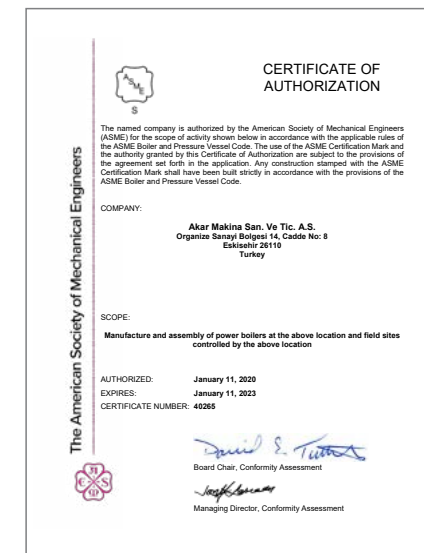 ASME
S
CERTIFICATE OF
AUTHORIZATION
The named company is authorized by the American Society of Mechanical Engineers
(ASME) for the scope of activity shown below in accordance with the applicable rules of
the ASME Boiler and Pressure Vessel Code. The use of the ASME Certification Mark and
the authority granted by this Certificate of Authorization are subject to the provisions of
the agreement set forth in the application. Any construction stamped with the ASME
Certification Mark shall have been built strictly in accordance with the provisions of the
ASME Boiler and Pressure Vessel Code.
COMPANY:
Akar Makina San. Ve Tic. A.S.
Organize Sanayi Bolgesi 14, Cadde No: 8
Eskisehir 26110
Turkey
SCOPE:
Manufacture and assembly of power boilers at the above location and field sites
controlled by the above location
AUTHORIZED: January 11, 2020
EXPIRES: January 11, 2023
CERTIFICATE NUMBER: 40265
David E.
Board Chair, Conformity Assessment
Managing Director, Conformity Assessment
The American Society of Mechanical Engineers
ASME